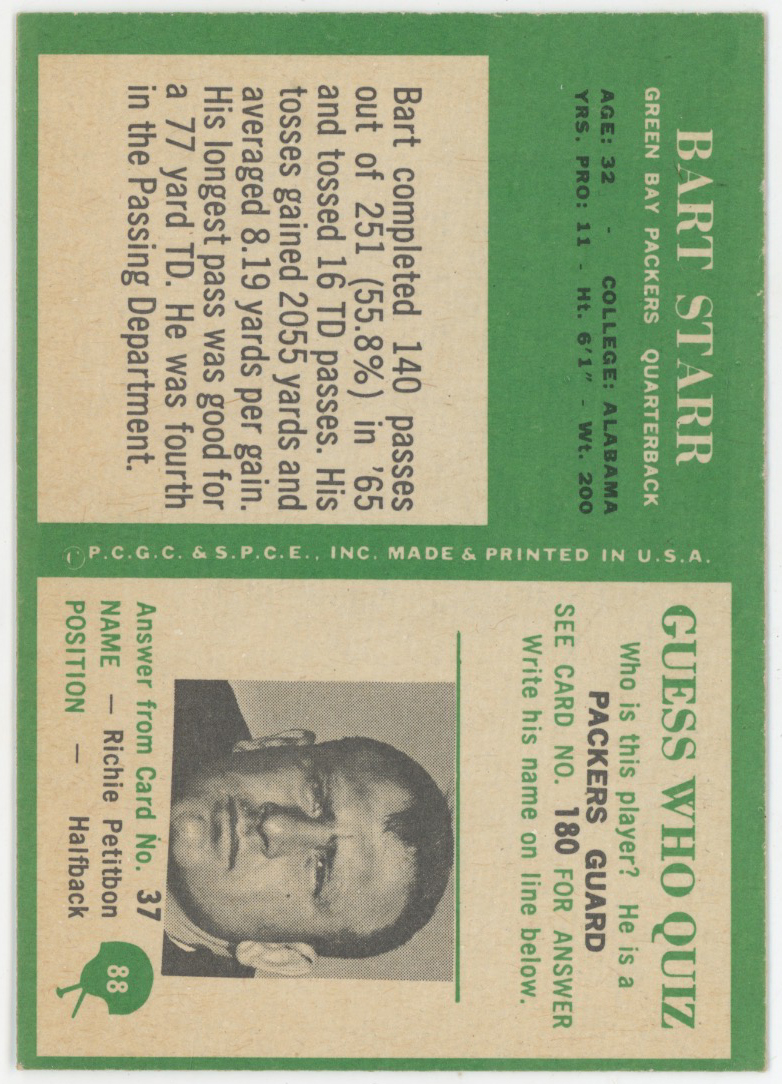 BART STARR
GREEN BAY PACKERS QUARTERBACK
AGE: 32 - COLLEGE: ALABAMA
YRS. PRO: 11 - Ht. 6'1" - Wt. 200
Bart completed 140 passes
out of 251 (55.8%) in '65
and tossed 16 TD passes. His
tosses gained 2055 yards and
averaged 8.19 yards per gain.
His longest pass was good for
a 77 yard TD. He was fourth
in the Passing Department.
© P.C.G.C. & S.P.C.E., INC. MADE & PRINTED IN U.S.A.
GUESS WHO QUIZ
Who is this player? He is a
PACKERS GUARD
SEE CARD NO. 180 FOR ANSWER
Write his name on line below.
Answer from Card No. 37
NAME — Richie Petitbon
POSITION — Halfback
88